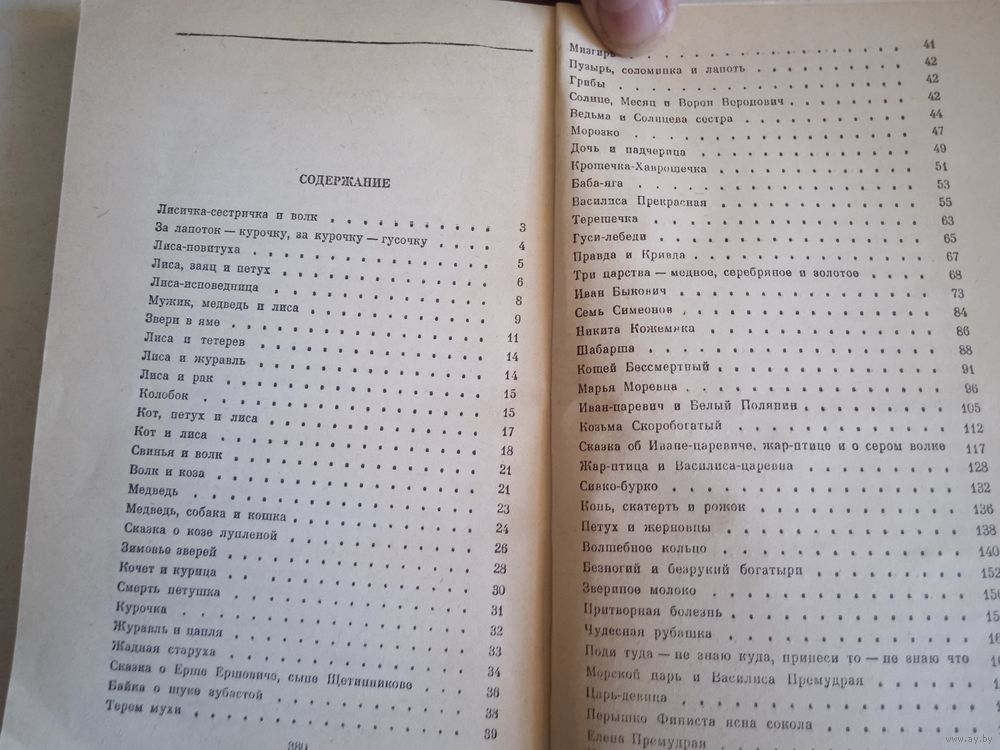 СОДЕРЖАНИЕ
Лисичка-сестричка и волк . . . . . . . 3
За лапоток — курочку, за курочку — гусочку . . . . 4
Лиса-повитуха . . . . . . . . . . 5
Лиса, заяц и петух . . . . . . . . . 6
Лиса-исповедница . . . . . . . . . 8
Мужик, медведь и лиса . . . . . . . . 9
Звери в яме . . . . . . . . . . 11
Лиса и тетерев . . . . . . . . . . 14
Лиса и журавль . . . . . . . . . . 14
Лиса и рак . . . . . . . . . . 15
Колобок . . . . . . . . . . . 15
Кот, петух и лиса . . . . . . . . . 17
Кот и лиса . . . . . . . . . . 18
Свинья и волк . . . . . . . . . . 21
Волк и коза . . . . . . . . . . 21
Медведь . . . . . . . . . . . 23
Медведь, собака и кошка . . . . . . . . 24
Сказка о козе лупленой . . . . . . . . 26
Зимовье зверей . . . . . . . . . . 28
Кочет и курица . . . . . . . . . . 30
Смерть петушка . . . . . . . . . . 31
Курочка . . . . . . . . . . . 32
Журавль и цапля . . . . . . . . . 33
Жадная старуха . . . . . . . . . . 34
Сказка о Ерше Ершовиче, сыне Щетинникове . . . 36
Байка о щуке зубастой . . . . . . . . 38
Терем мухи . . . . . . . . . . 39
380
Мизгирь . . . . . . . . . . 41
Пузырь, соломинка и лапоть . . . . . . 42
Грибы . . . . . . . . . . . 42
Солнце, Месяц и Ворон Воронович . . . . . 42
Ведьма и Солнцева сестра . . . . . . . 44
Морозко . . . . . . . . . . 47
Дочь и падчерица . . . . . . . . . 49
Крошечка-Хаврошечка . . . . . . . . 51
Баба-яга . . . . . . . . . . 53
Василиса Прекрасная . . . . . . . . 55
Терешечка . . . . . . . . . . 63
Гуси-лебеди . . . . . . . . . . 65
Правда и Кривда . . . . . . . . . 67
Три царства — медное, серебряное и золотое . . . . 68
Иван Быкович . . . . . . . . . 73
Семь Симеонов . . . . . . . . . 84
Никита Кожемяка . . . . . . . . . 86
Шабарша . . . . . . . . . . 88
Кощей Бессмертный . . . . . . . . 91
Марья Моревна . . . . . . . . . 96
Иван-царевич и Белый Полянин . . . . . . 105
Козьма Скоробогатый . . . . . . . . 112
Сказка об Иване-царевиче, жар-птице и о сером волке 117
Жар-птица и Василиса-царевна . . . . . . 128
Сивко-бурко . . . . . . . . . . 132
Конь, скатерть и рожок . . . . . . . 136
Петух и жерновцы . . . . . . . . . 138
Волшебное кольцо . . . . . . . . . 140
Безногий и безрукий богатыри . . . . . . 152
Звериное молоко . . . . . . . . .
Притворная болезнь . . . . . . . .
Чудесная рубашка . . . . . . . . .
Поди туда — не знаю куда, принеси то — не знаю что
Морской царь и Василиса Премудрая . . . . .
Царь-девица . . . . . . . . . .
Перышко Финиста ясна сокола . . . . . .
Елена Премудрая . . . . . . . . .
www.ay.by